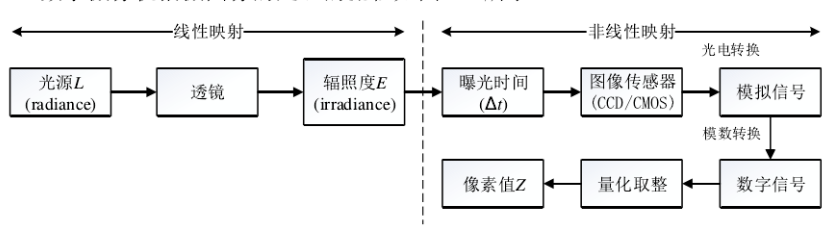 线性映射
非线性映射
光电转换
光源L
(radiance)
透镜
辐照度E
(irradiance)
曝光时间
(Δt)
图像传感器
(CCD/CMOS)
模拟信号
模数转换
像素值Z
量化取整
数字信号